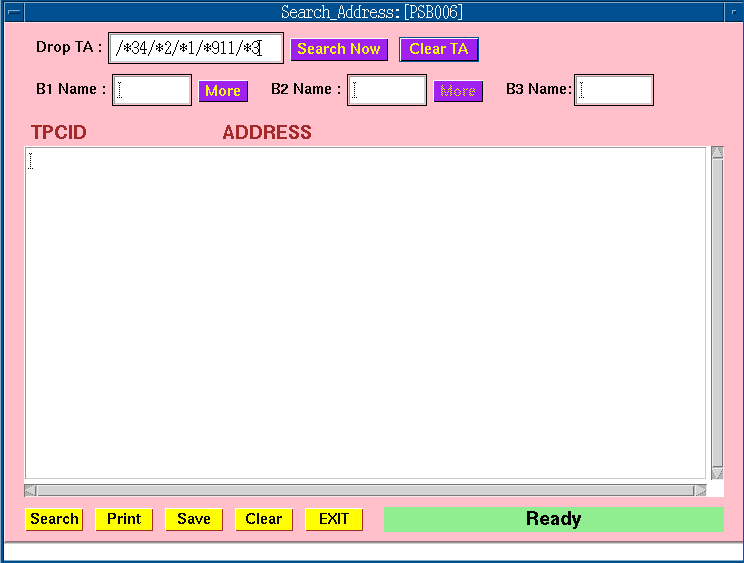 Search_Address:[PSB006]
Drop TA : /*34/*2/*1/*911/*3 Search Now Clear TA
B1 Name : More B2 Name : More B3 Name:
TPCID ADDRESS
Search Print Save Clear EXIT Ready